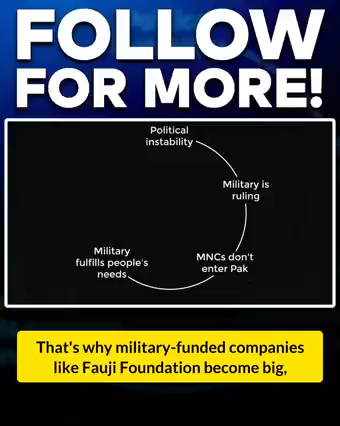 FOLLOW
FOR MORE!
Political
instability
Military is
ruling
MNCs don't
enter Pak
Military
fulfills people's
needs
That's why military-funded companies
like Fauji Foundation become big,